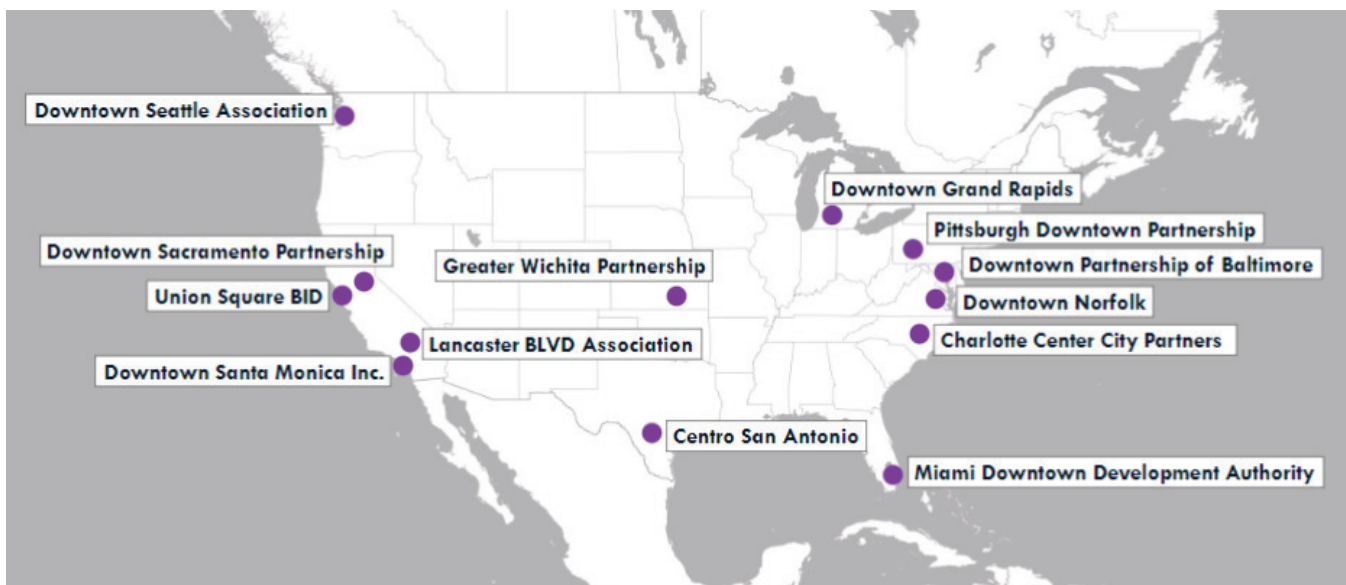 Downtown Seattle Association
Downtown Grand Rapids
Pittsburgh Downtown Partnership
Downtown Sacramento Partnership
Greater Wichita Partnership
Downtown Partnership of Baltimore
Union Square BID
Downtown Norfolk
Lancaster BLVD Association
Charlotte Center City Partners
Downtown Santa Monica Inc.
Centro San Antonio
Miami Downtown Development Authority